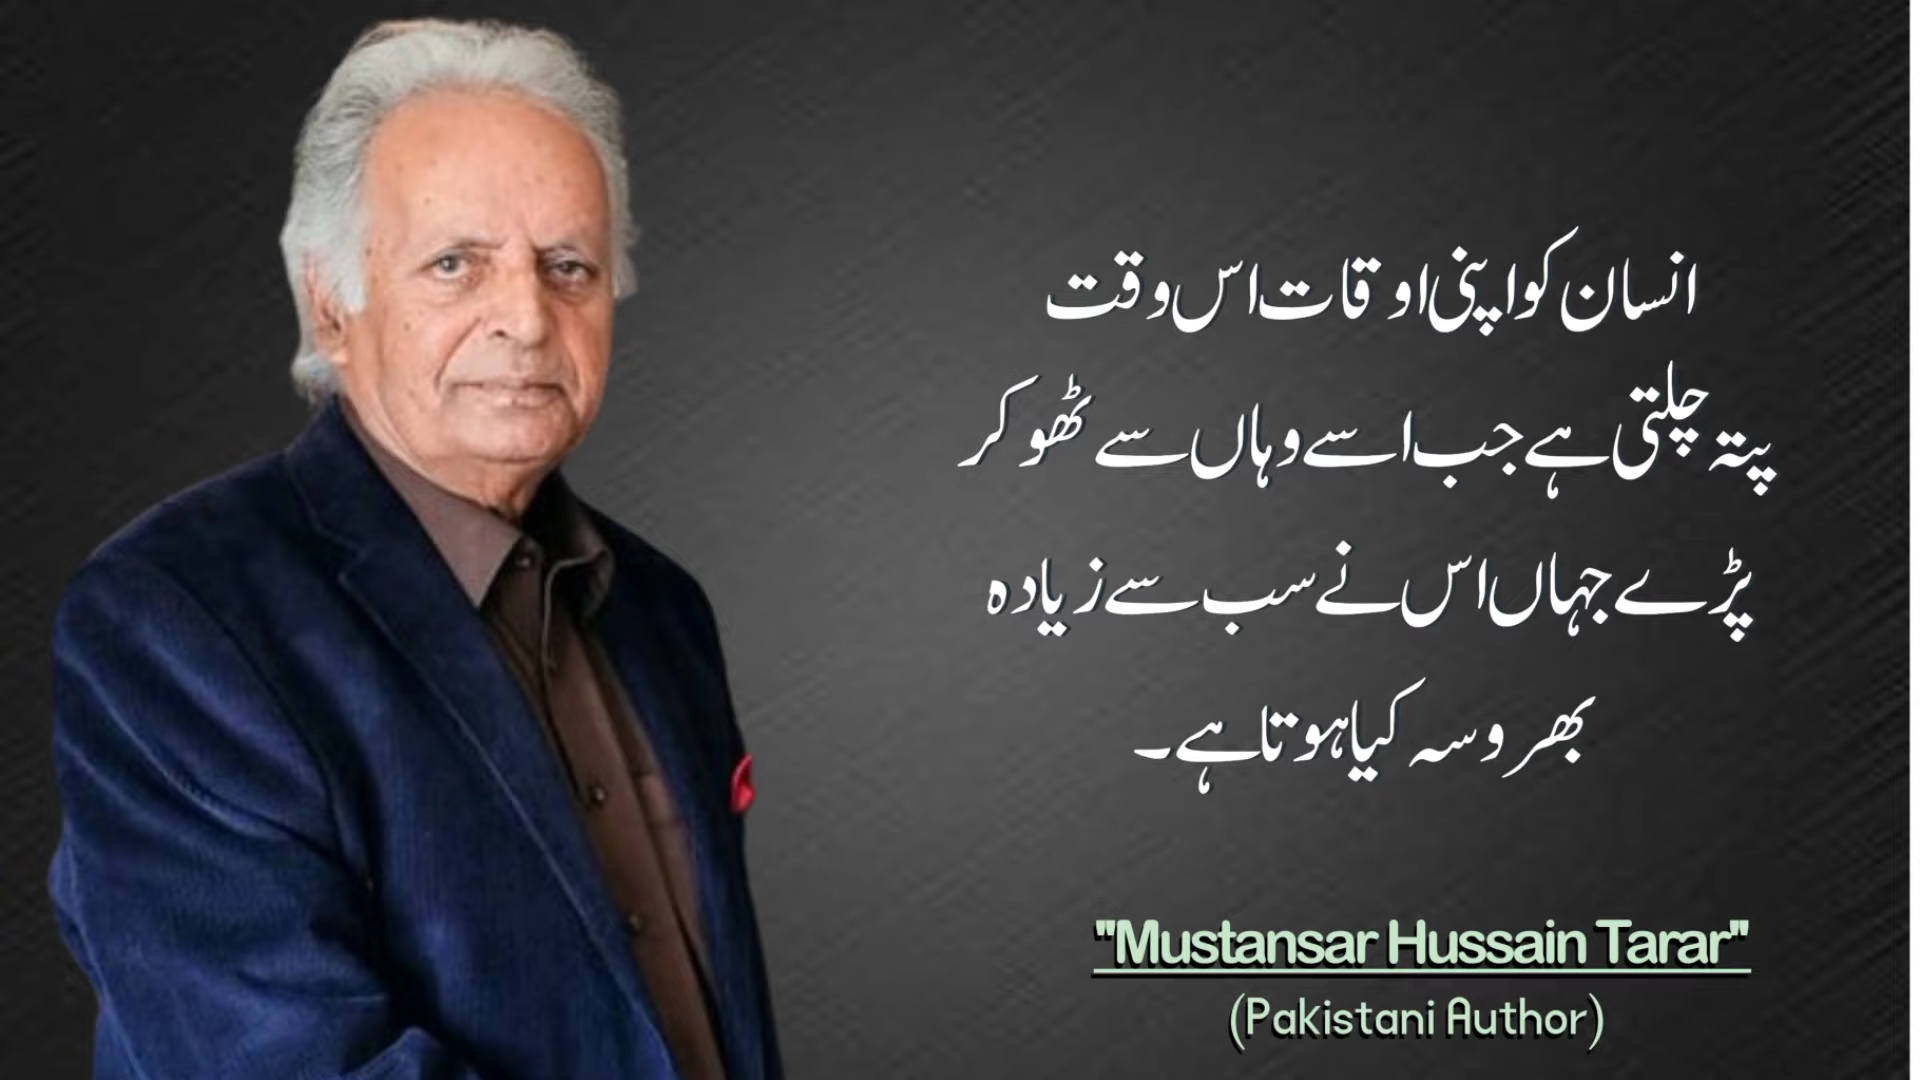 انسان کو اپنی اوقات اس وقت
پتہ چلتی ہے جب اسے وہاں سے ٹھوکر
پڑے جہاں اس نے سب سے زیادہ
بھروسہ کیا ہوتا ہے۔
"Mustansar Hussain Tarar"
(Pakistani Author)